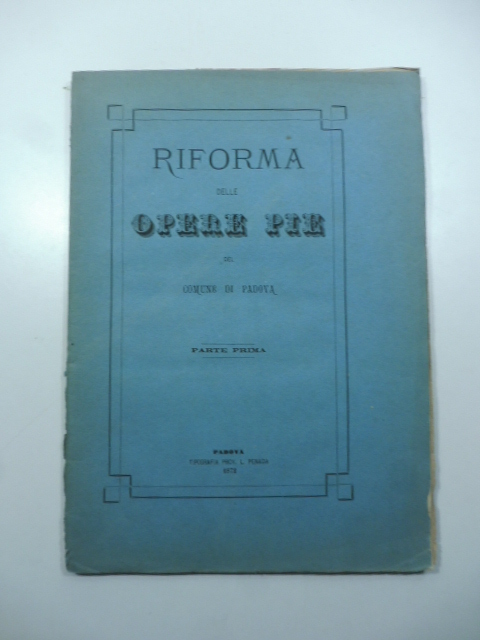 RIFORMA
DELLE
OPERE PIE
DEL
COMUNE DI PADOVA
PARTE PRIMA
PADOVA
TIPOGRAFIA PROV. L. PENADA